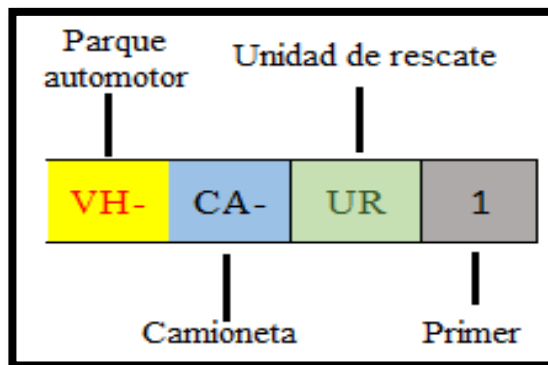 Parque
automotor
Unidad de rescate
VH- CA- UR 1
Camioneta
Primer